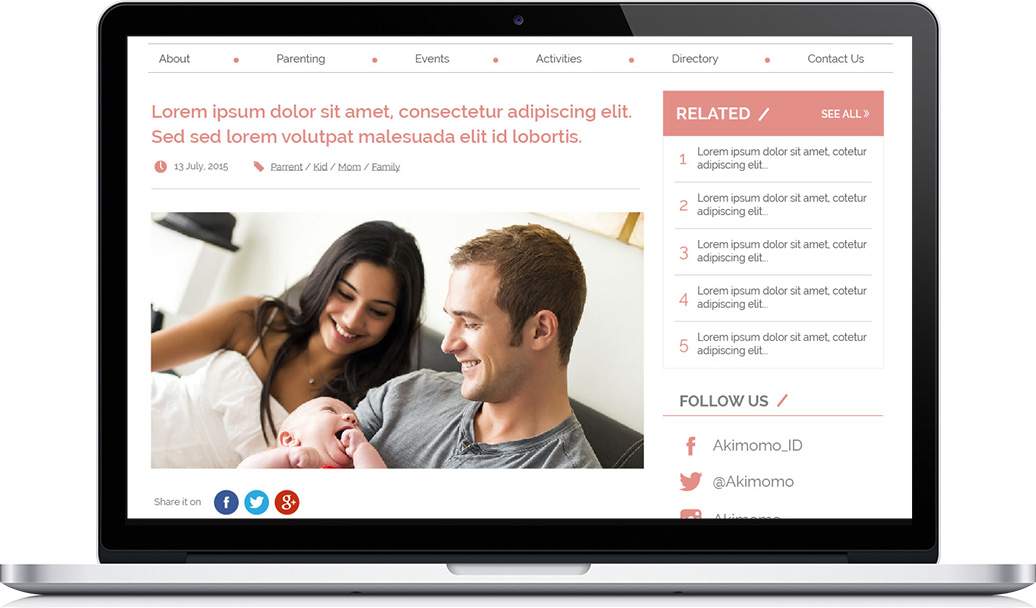 About
Parenting
Events
Activities
Directory
Contact Us
Lorem ipsum dolor sit amet, consectetur adipiscing elit.
Sed sed lorem volutpat malesuada elit id lobortis.
13 July, 2015
Parrent / Kid / Mom / Family
Share it on
RELATED /
SEE ALL »
1
Lorem ipsum dolor sit amet, cotetur
adipiscing elit...
2
Lorem ipsum dolor sit amet, cotetur
adipiscing elit...
3
Lorem ipsum dolor sit amet, cotetur
adipiscing elit...
4
Lorem ipsum dolor sit amet, cotetur
adipiscing elit...
5
Lorem ipsum dolor sit amet, cotetur
adipiscing elit...
FOLLOW US /
Akimomo_ID
@Akimomo
Akimomo